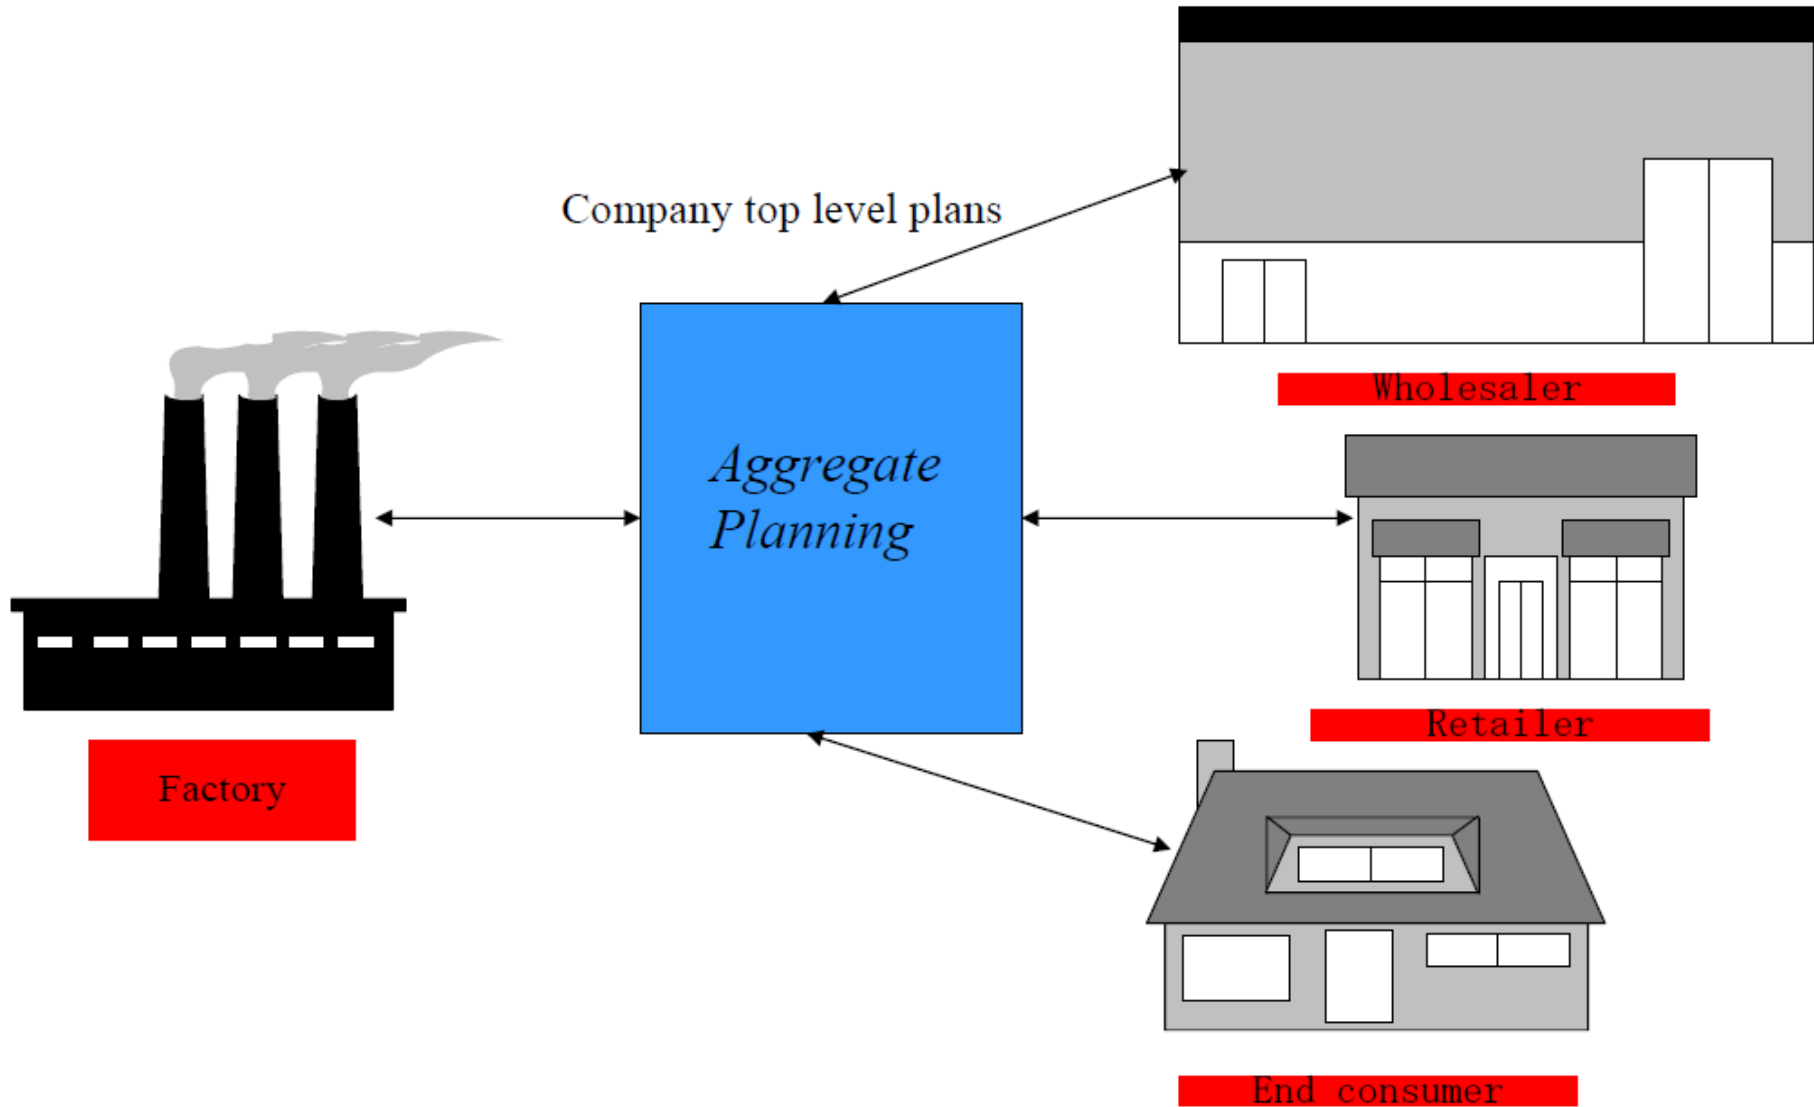 Company top level plans
Aggregate
Planning
Factory
Wholesaler
Retailer
End consumer